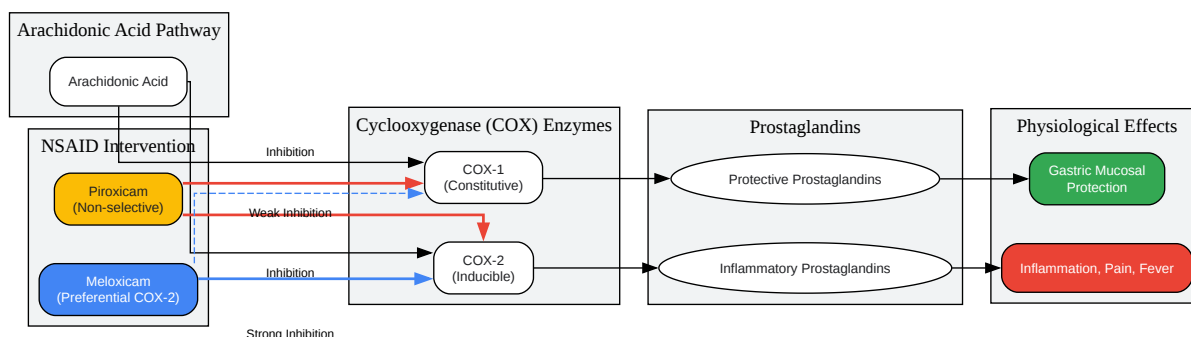 Arachidonic Acid Pathway
Arachidonic Acid
NSAID Intervention
Piroxicam
(Non-selective)
Meloxicam
(Preferential COX-2)
Inhibition
Weak Inhibition
Inhibition
Strong Inhibition
Cyclooxygenase (COX) Enzymes
COX-1
(Constitutive)
COX-2
(Inducible)
Prostaglandins
Protective Prostaglandins
Inflammatory Prostaglandins
Physiological Effects
Gastric Mucosal
Protection
Inflammation, Pain, Fever